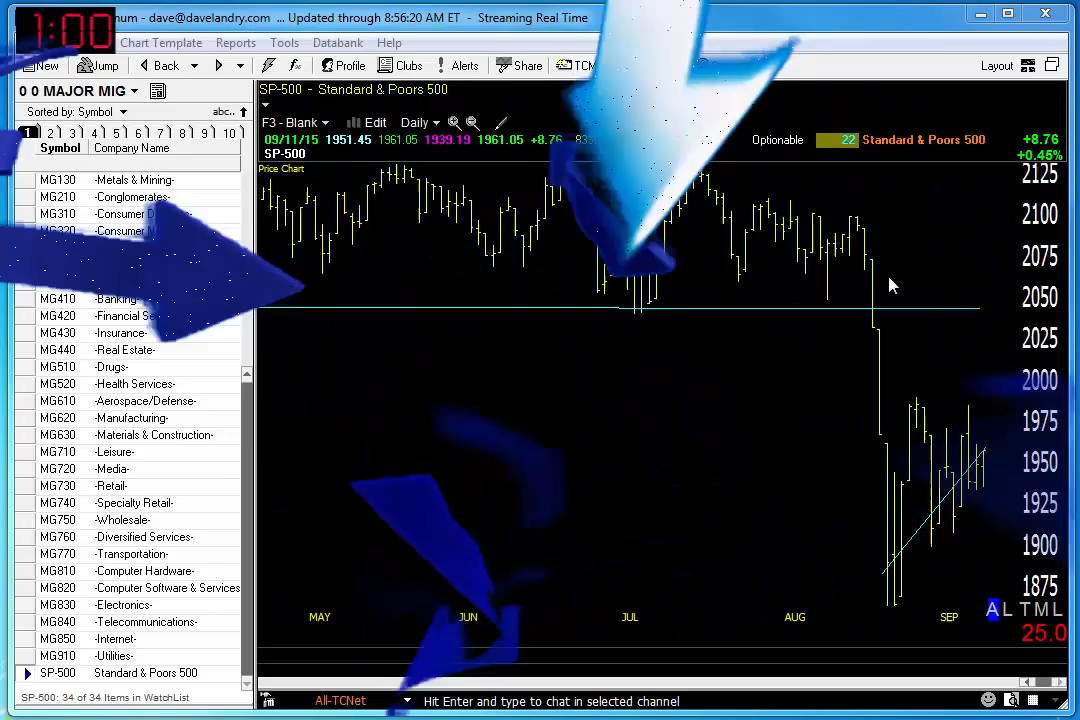 1:00
num - dave@davelandry.com ... Updated through 8:56:20 AM ET - Streaming Real Time
Chart Template Reports Tools Databank Help
New Jump Back Profile Clubs Alerts Share TCN Layout
0 0 MAJOR MIG
Sorted by: Symbol abc..
1 2 3 4 5 6 7 8 9 10
Symbol Company Name
MG130 -Metals & Mining-
MG210 -Conglomerates-
MG310 -Consumer
MG320 -Consumer
MG410 -Banking-
MG420 -Financial
MG430 -Insurance-
MG440 -Real Estate-
MG510 -Drugs-
MG520 -Health Services-
MG610 -Aerospace/Defense-
MG620 -Manufacturing-
MG630 -Materials & Construction-
MG710 -Leisure-
MG720 -Media-
MG730 -Retail-
MG740 -Specialty Retail-
MG750 -Wholesale-
MG760 -Diversified Services-
MG770 -Transportation-
MG810 -Computer Hardware-
MG820 -Computer Software & Services
MG830 -Electronics-
MG840 -Telecommunications-
MG850 -Internet-
MG910 -Utilities-
SP-500 Standard & Poors 500
SP-500: 34 of 34 Items in WatchList
SP-500 - Standard & Poors 500
F3 - Blank Edit Daily
09/11/15 1951.45 1961.05 1939.19 1961.05 +8.76
Optionable 22 Standard & Poors 500 +8.76
+0.45%
SP-500
Price Chart
2125
2100
2075
2050
2025
2000
1975
1950
1925
1900
1875
MAY JUN JUL AUG SEP
A L T M L
25.0
All-TCNet Hit Enter and type to chat in selected channel